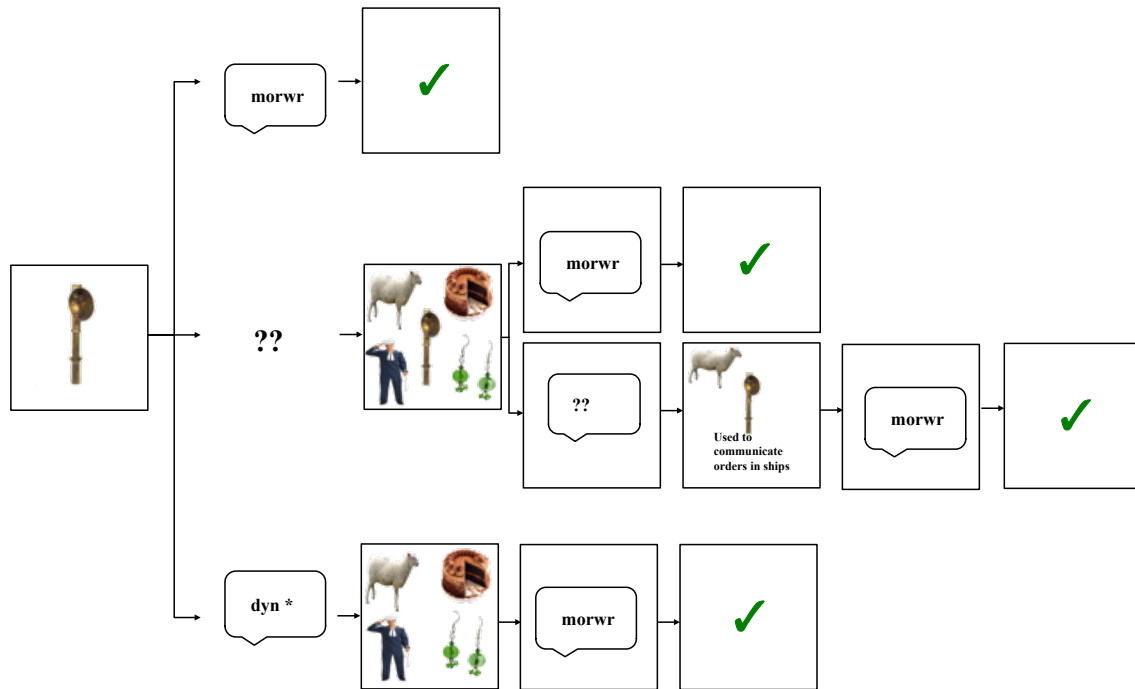 morwr
morwr
??
??
Used to
communicate
orders in ships
morwr
dyn *
morwr